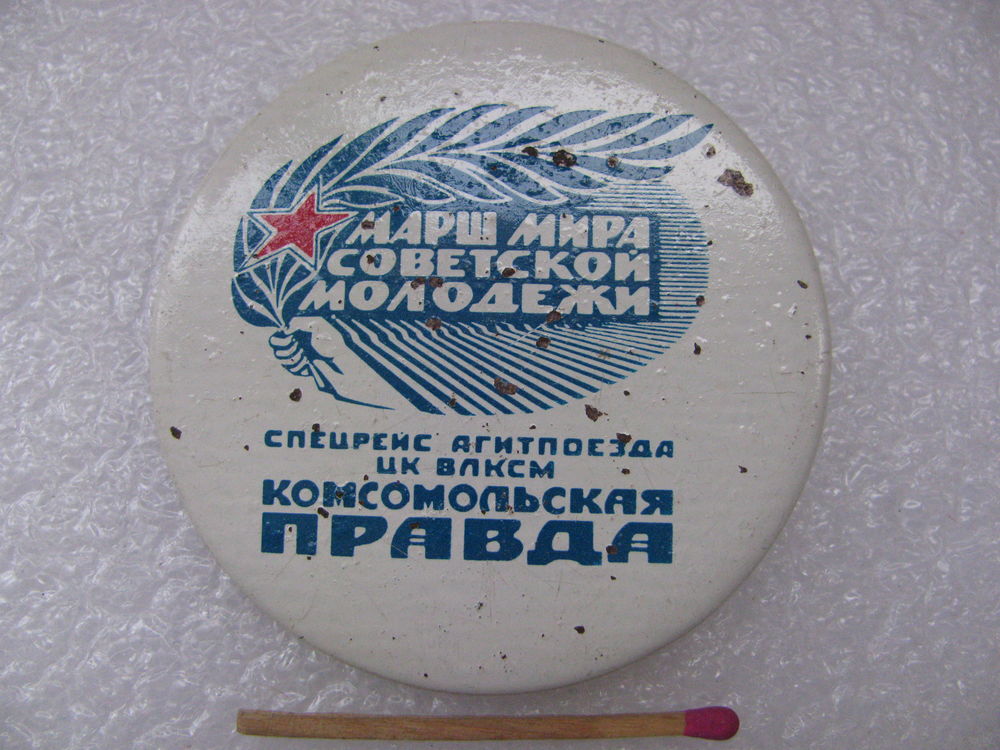 МАРШ МИРА
СОВЕТСКОЙ
МОЛОДЕЖИ
СПЕЦРЕЙС АГИТПОЕЗДА
ЦК ВЛКСМ
КОМСОМОЛЬСКАЯ
ПРАВДА